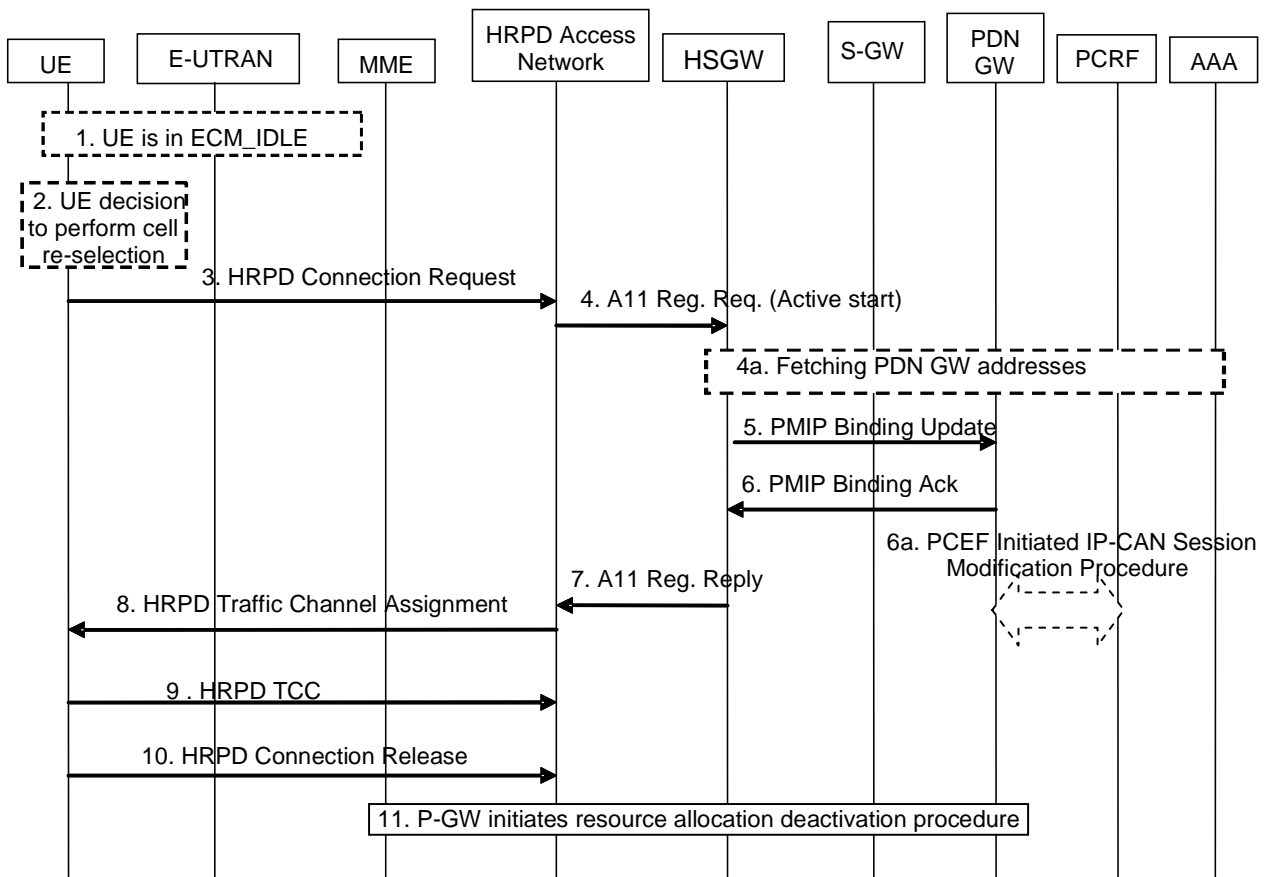 UE
E-UTRAN
MME
HRPD Access
Network
HSGW
S-GW
PDN
GW
PCRF
AAA
1. UE is in ECM_IDLE
2. UE decision
to perform cell
re-selection
3. HRPD Connection Request
4. A11 Reg. Req. (Active start)
4a. Fetching PDN GW addresses
5. PMIP Binding Update
6. PMIP Binding Ack
6a. PCEF Initiated IP-CAN Session
Modification Procedure
7. A11 Reg. Reply
8. HRPD Traffic Channel Assignment
9 . HRPD TCC
10. HRPD Connection Release
11. P-GW initiates resource allocation deactivation procedure